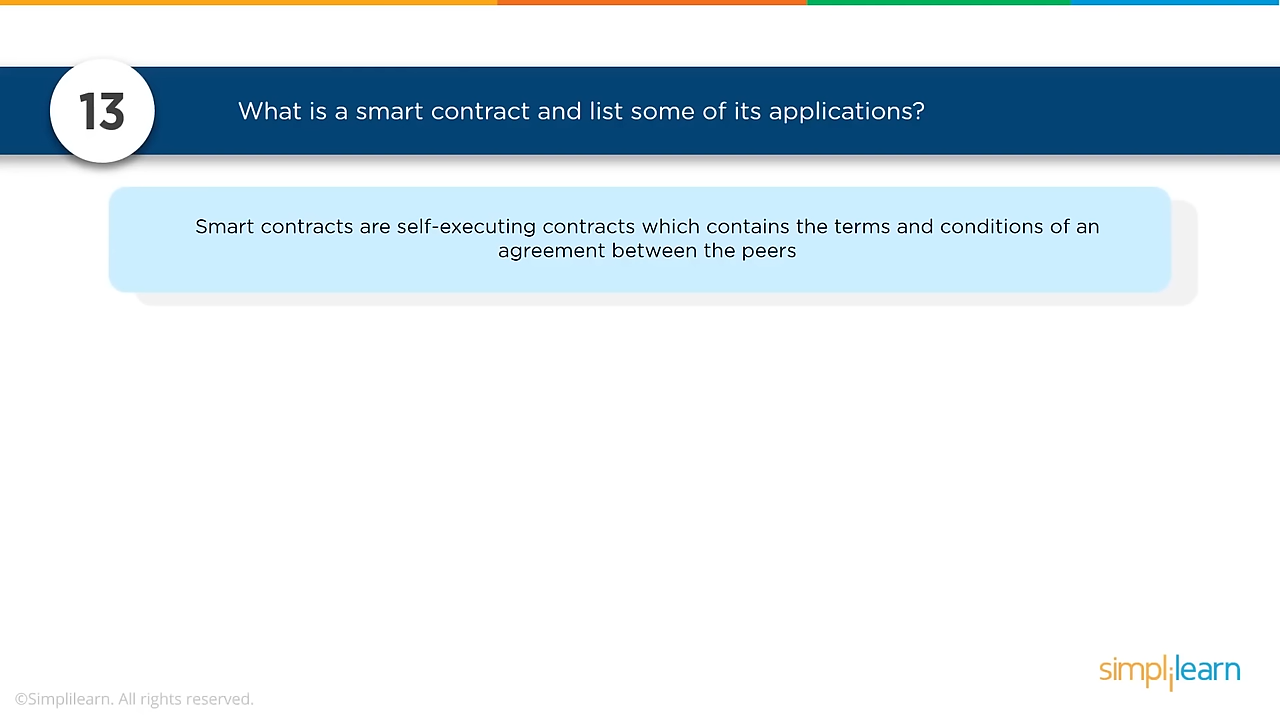 13
What is a smart contract and list some of its applications?
Smart contracts are self-executing contracts which contains the terms and conditions of an
agreement between the peers
simplilearn
©Simplilearn. All rights reserved.